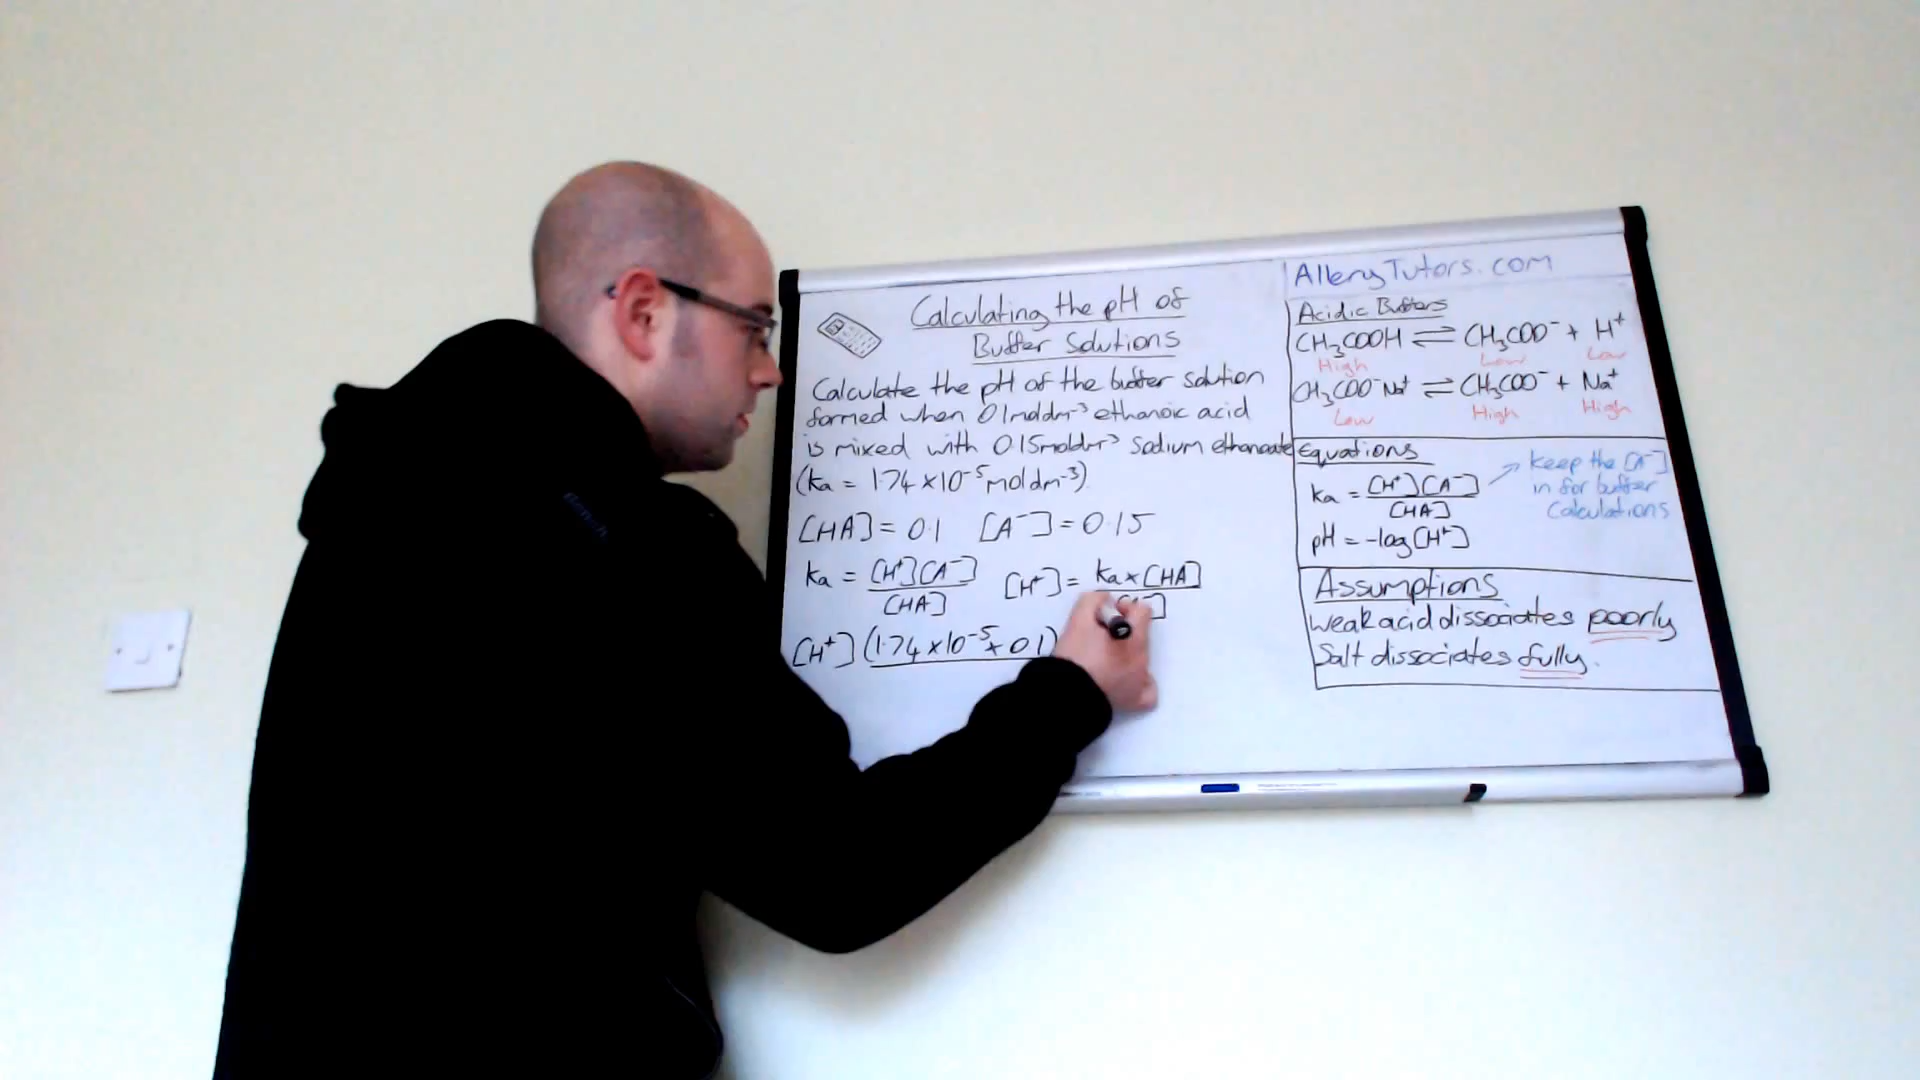 Calculating the pH of
Buffer Solutions
Calculate the pH of the buffer solution
formed when 0.1moldm⁻³ ethanoic acid
is mixed with 0.15moldm⁻³ sodium ethanoate
(Ka = 1.74 x 10⁻⁵ moldm⁻³)
[HA] = 0.1 [A⁻] = 0.15
Ka = [H⁺][A⁻] / [HA] [H⁺] = Ka x [HA] / [A⁻]
[H⁺] (1.74 x 10⁻⁵ x 0.1)
AlleryTutors.com
Acidic Buffers
CH₃COOH ⇌ CH₃COO⁻ + H⁺
High Low Low
CH₃COO⁻Na⁺ ⇌ CH₃COO⁻ + Na⁺
Low High High
Equations
Ka = [H⁺][A⁻] / [HA]
pH = -log[H⁺]
Keep the [A⁻]
in for buffer
calculations
Assumptions
Weak acid dissociates poorly
Salt dissociates fully.